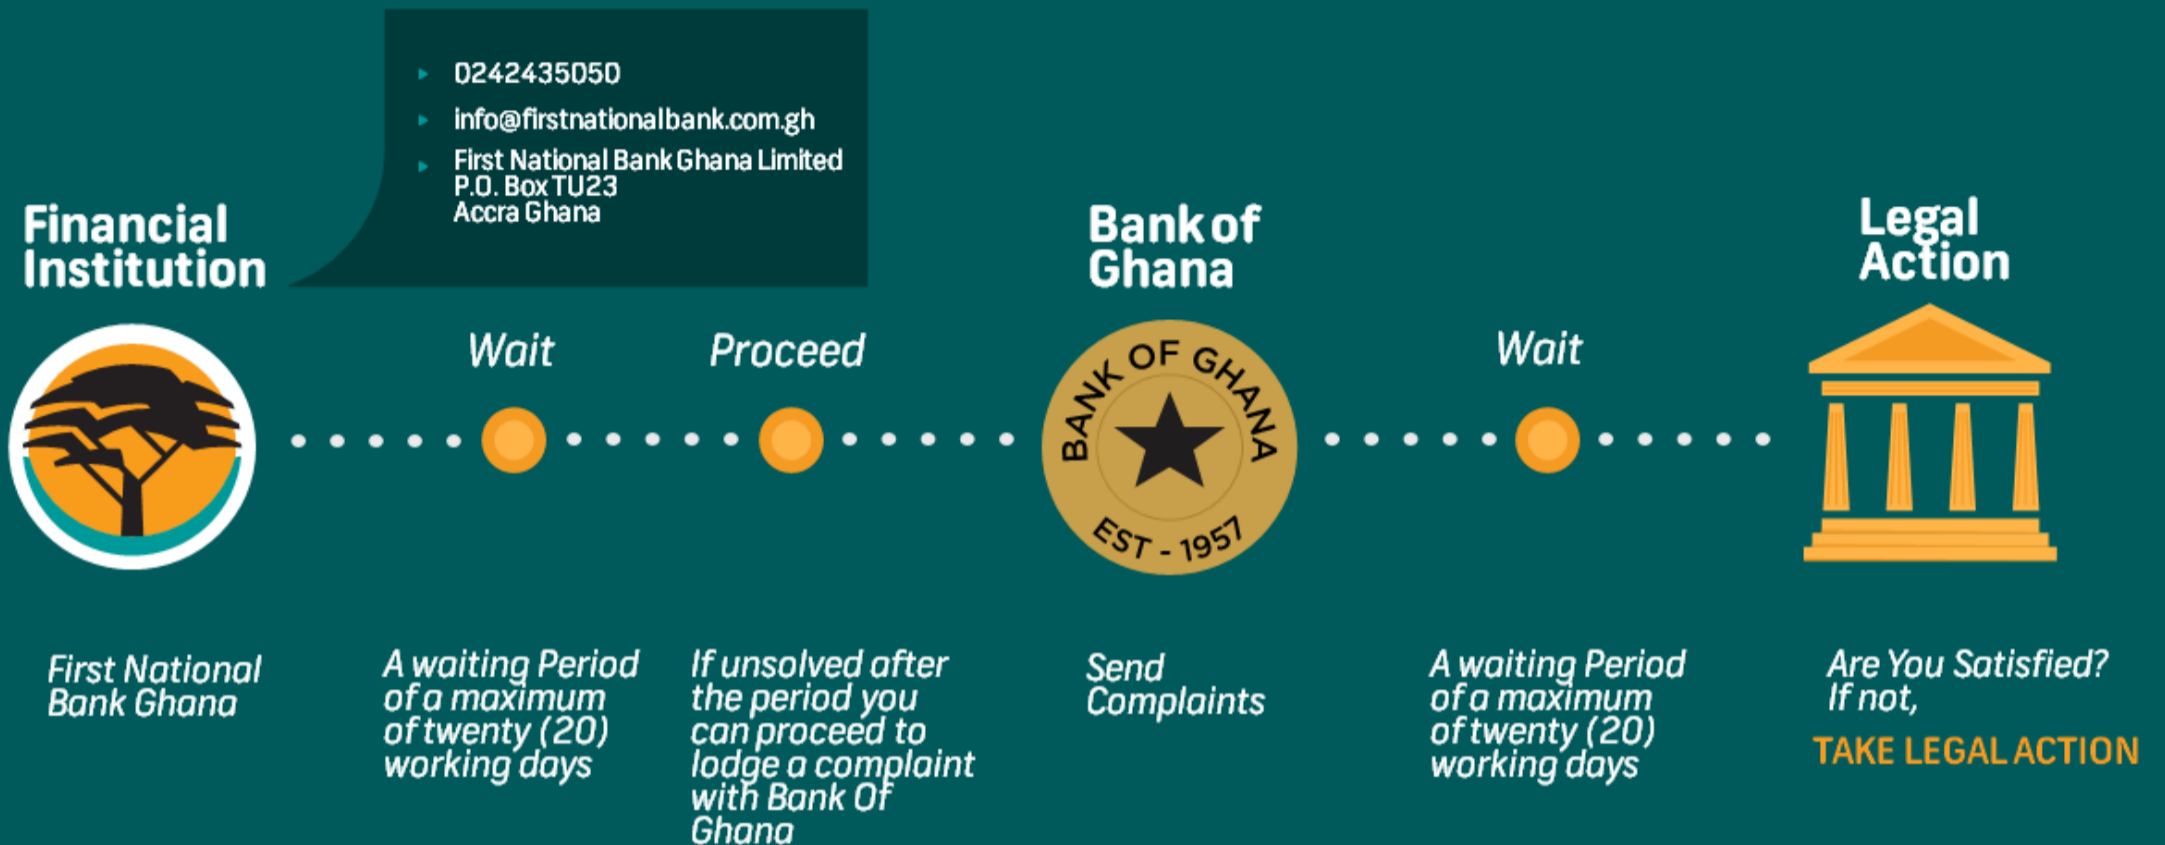 0242435050
info@firstnationalbank.com.gh
First National Bank Ghana Limited
P.O. Box TU23
Accra Ghana
Financial
Institution
Wait
Proceed
Bank of
Ghana
BANK OF GHANA
EST - 1957
Wait
Legal
Action
First National
Bank Ghana
A waiting Period
of a maximum
of twenty (20)
working days
If unsolved after
the period you
can proceed to
lodge a complaint
with Bank Of
Ghana
Send
Complaints
A waiting Period
of a maximum
of twenty (20)
working days
Are You Satisfied?
If not,
TAKE LEGAL ACTION